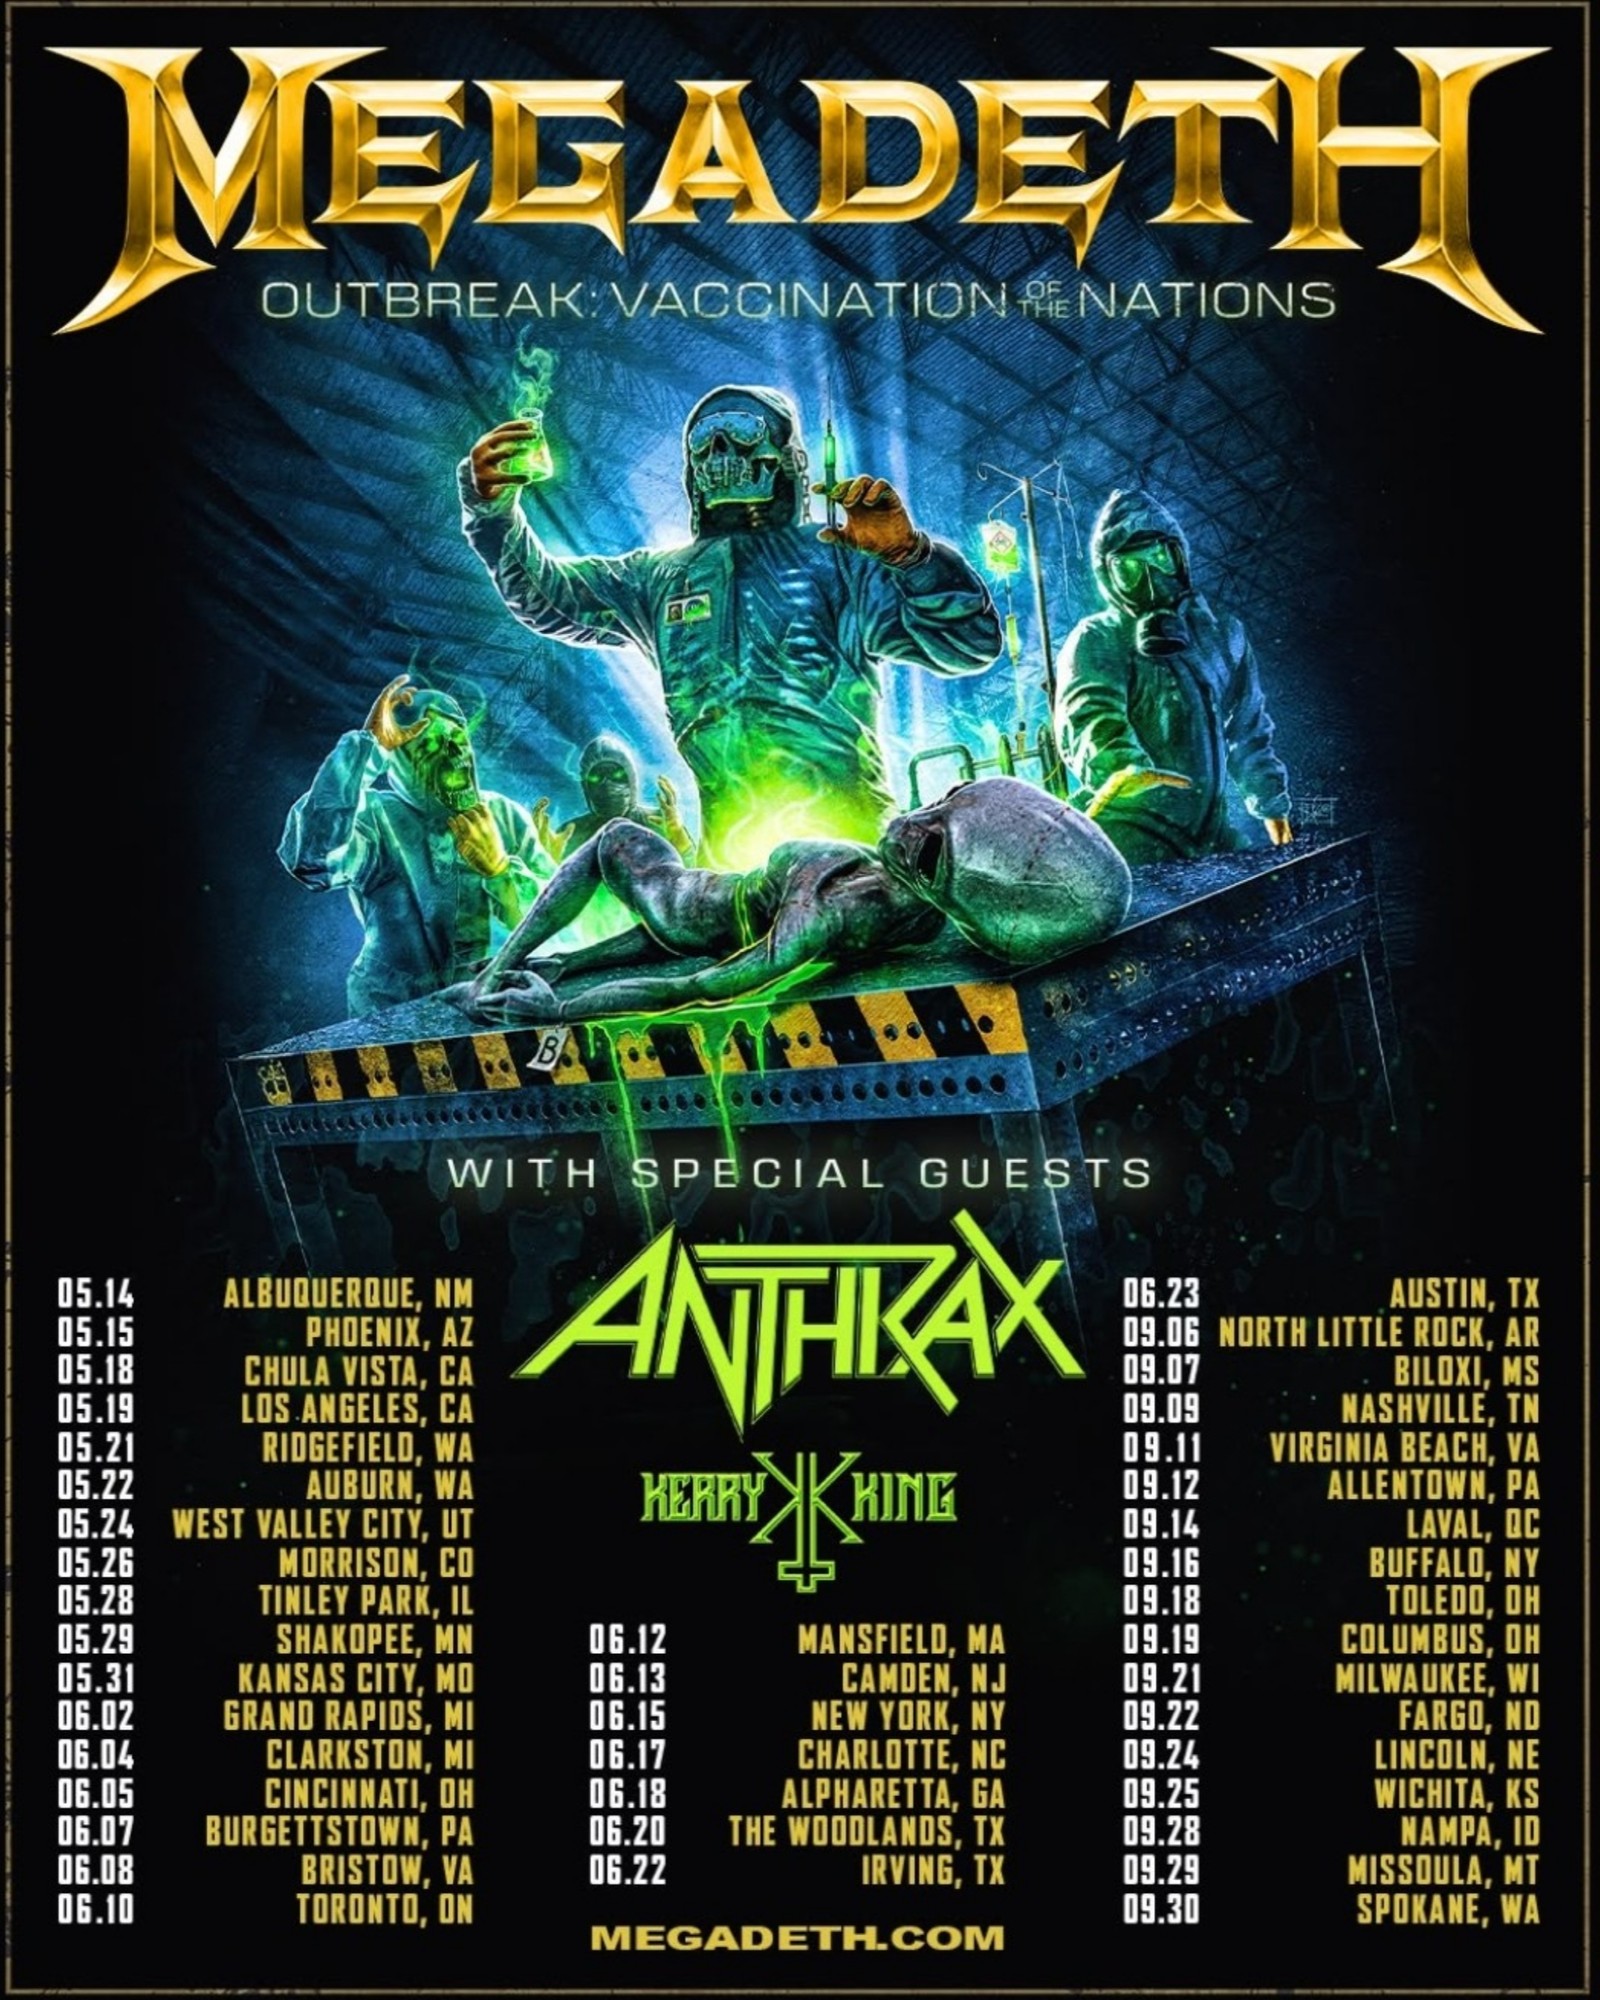 MEGADETH
OUTBREAK: VACCINATION OF THE NATIONS
B
WITH SPECIAL GUESTS
ANTHRAX
KERRY KING
05.14 ALBUQUERQUE, NM
05.15 PHOENIX, AZ
05.18 CHULA VISTA, CA
05.19 LOS ANGELES, CA
05.21 RIDGEFIELD, WA
05.22 AUBURN, WA
05.24 WEST VALLEY CITY, UT
05.26 MORRISON, CO
05.28 TINLEY PARK, IL
05.29 SHAKOPEE, MN
05.31 KANSAS CITY, MO
06.02 GRAND RAPIDS, MI
06.04 CLARKSTON, MI
06.05 CINCINNATI, OH
06.07 BURGETTSTOWN, PA
06.08 BRISTOW, VA
06.10 TORONTO, ON
06.12 MANSFIELD, MA
06.13 CAMDEN, NJ
06.15 NEW YORK, NY
06.17 CHARLOTTE, NC
06.18 ALPHARETTA, GA
06.20 THE WOODLANDS, TX
06.22 IRVING, TX
06.23 AUSTIN, TX
09.06 NORTH LITTLE ROCK, AR
09.07 BILOXI, MS
09.09 NASHVILLE, TN
09.11 VIRGINIA BEACH, VA
09.12 ALLENTOWN, PA
09.14 LAVAL, QC
09.16 BUFFALO, NY
09.18 TOLEDO, OH
09.19 COLUMBUS, OH
09.21 MILWAUKEE, WI
09.22 FARGO, ND
09.24 LINCOLN, NE
09.25 WICHITA, KS
09.28 NAMPA, ID
09.29 MISSOULA, MT
09.30 SPOKANE, WA
MEGADETH.COM